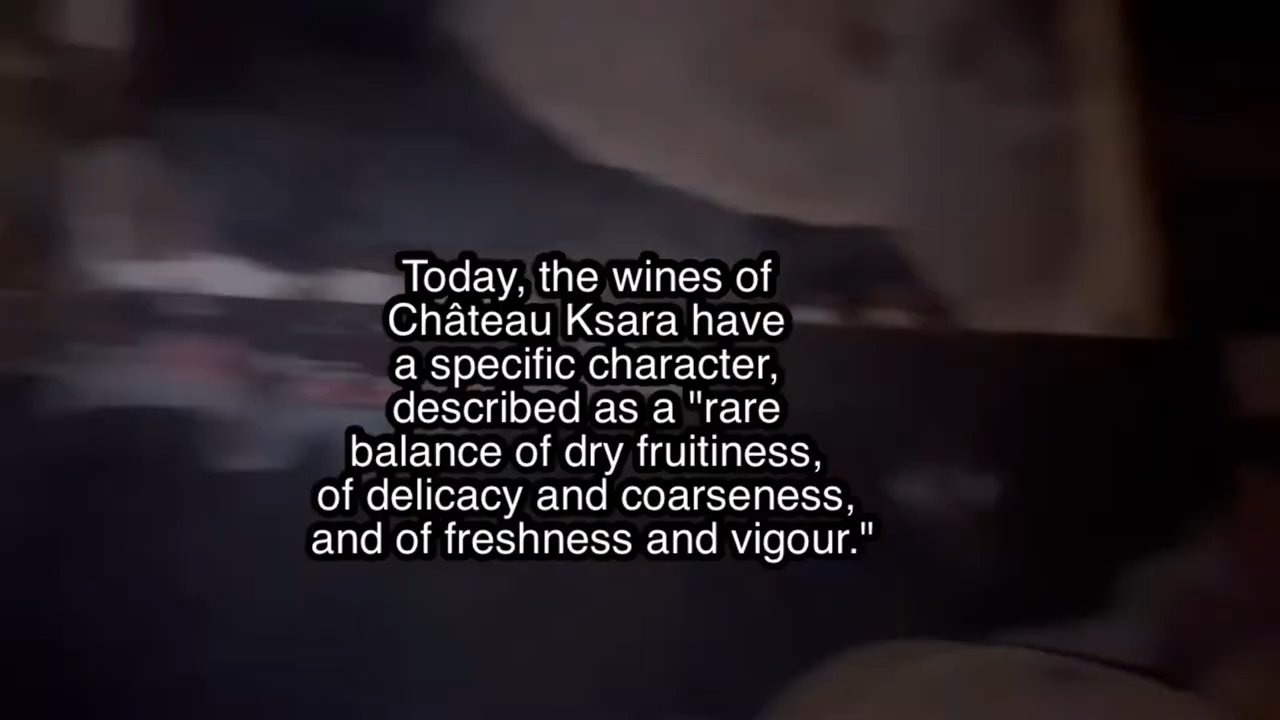 Today, the wines of
Château Ksara have
a specific character,
described as a "rare
balance of dry fruitiness,
of delicacy and coarseness,
and of freshness and vigour."